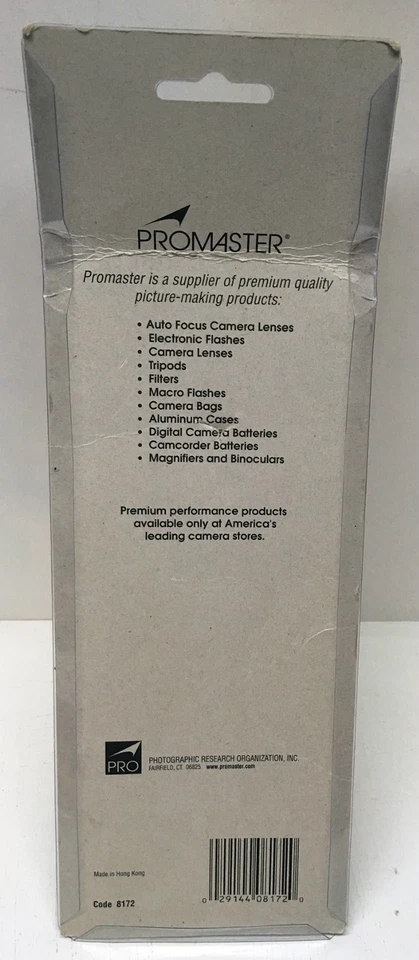 PROMASTER®
Promaster is a supplier of premium quality
picture-making products:
• Auto Focus Camera Lenses
• Electronic Flashes
• Camera Lenses
• Tripods
• Filters
• Macro Flashes
• Camera Bags
• Aluminum Cases
• Digital Camera Batteries
• Camcorder Batteries
• Magnifiers and Binoculars
Premium performance products
available only at America's
leading camera stores.
PRO
PHOTOGRAPHIC RESEARCH ORGANIZATION, INC.
FAIRFIELD, CT 06825 www.promaster.com
Made in Hong Kong
Code 8172
0 29144 08172 0